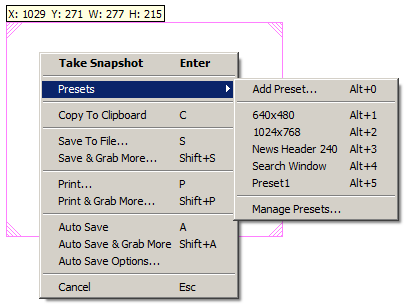 X: 1029 Y: 271 W: 277 H: 215
Take Snapshot Enter
Presets
Copy To Clipboard C
Save To File... S
Save & Grab More... Shift+S
Print... P
Print & Grab More... Shift+P
Auto Save A
Auto Save & Grab More Shift+A
Auto Save Options...
Cancel Esc
Add Preset... Alt+0
640x480 Alt+1
1024x768 Alt+2
News Header 240 Alt+3
Search Window Alt+4
Preset1 Alt+5
Manage Presets...